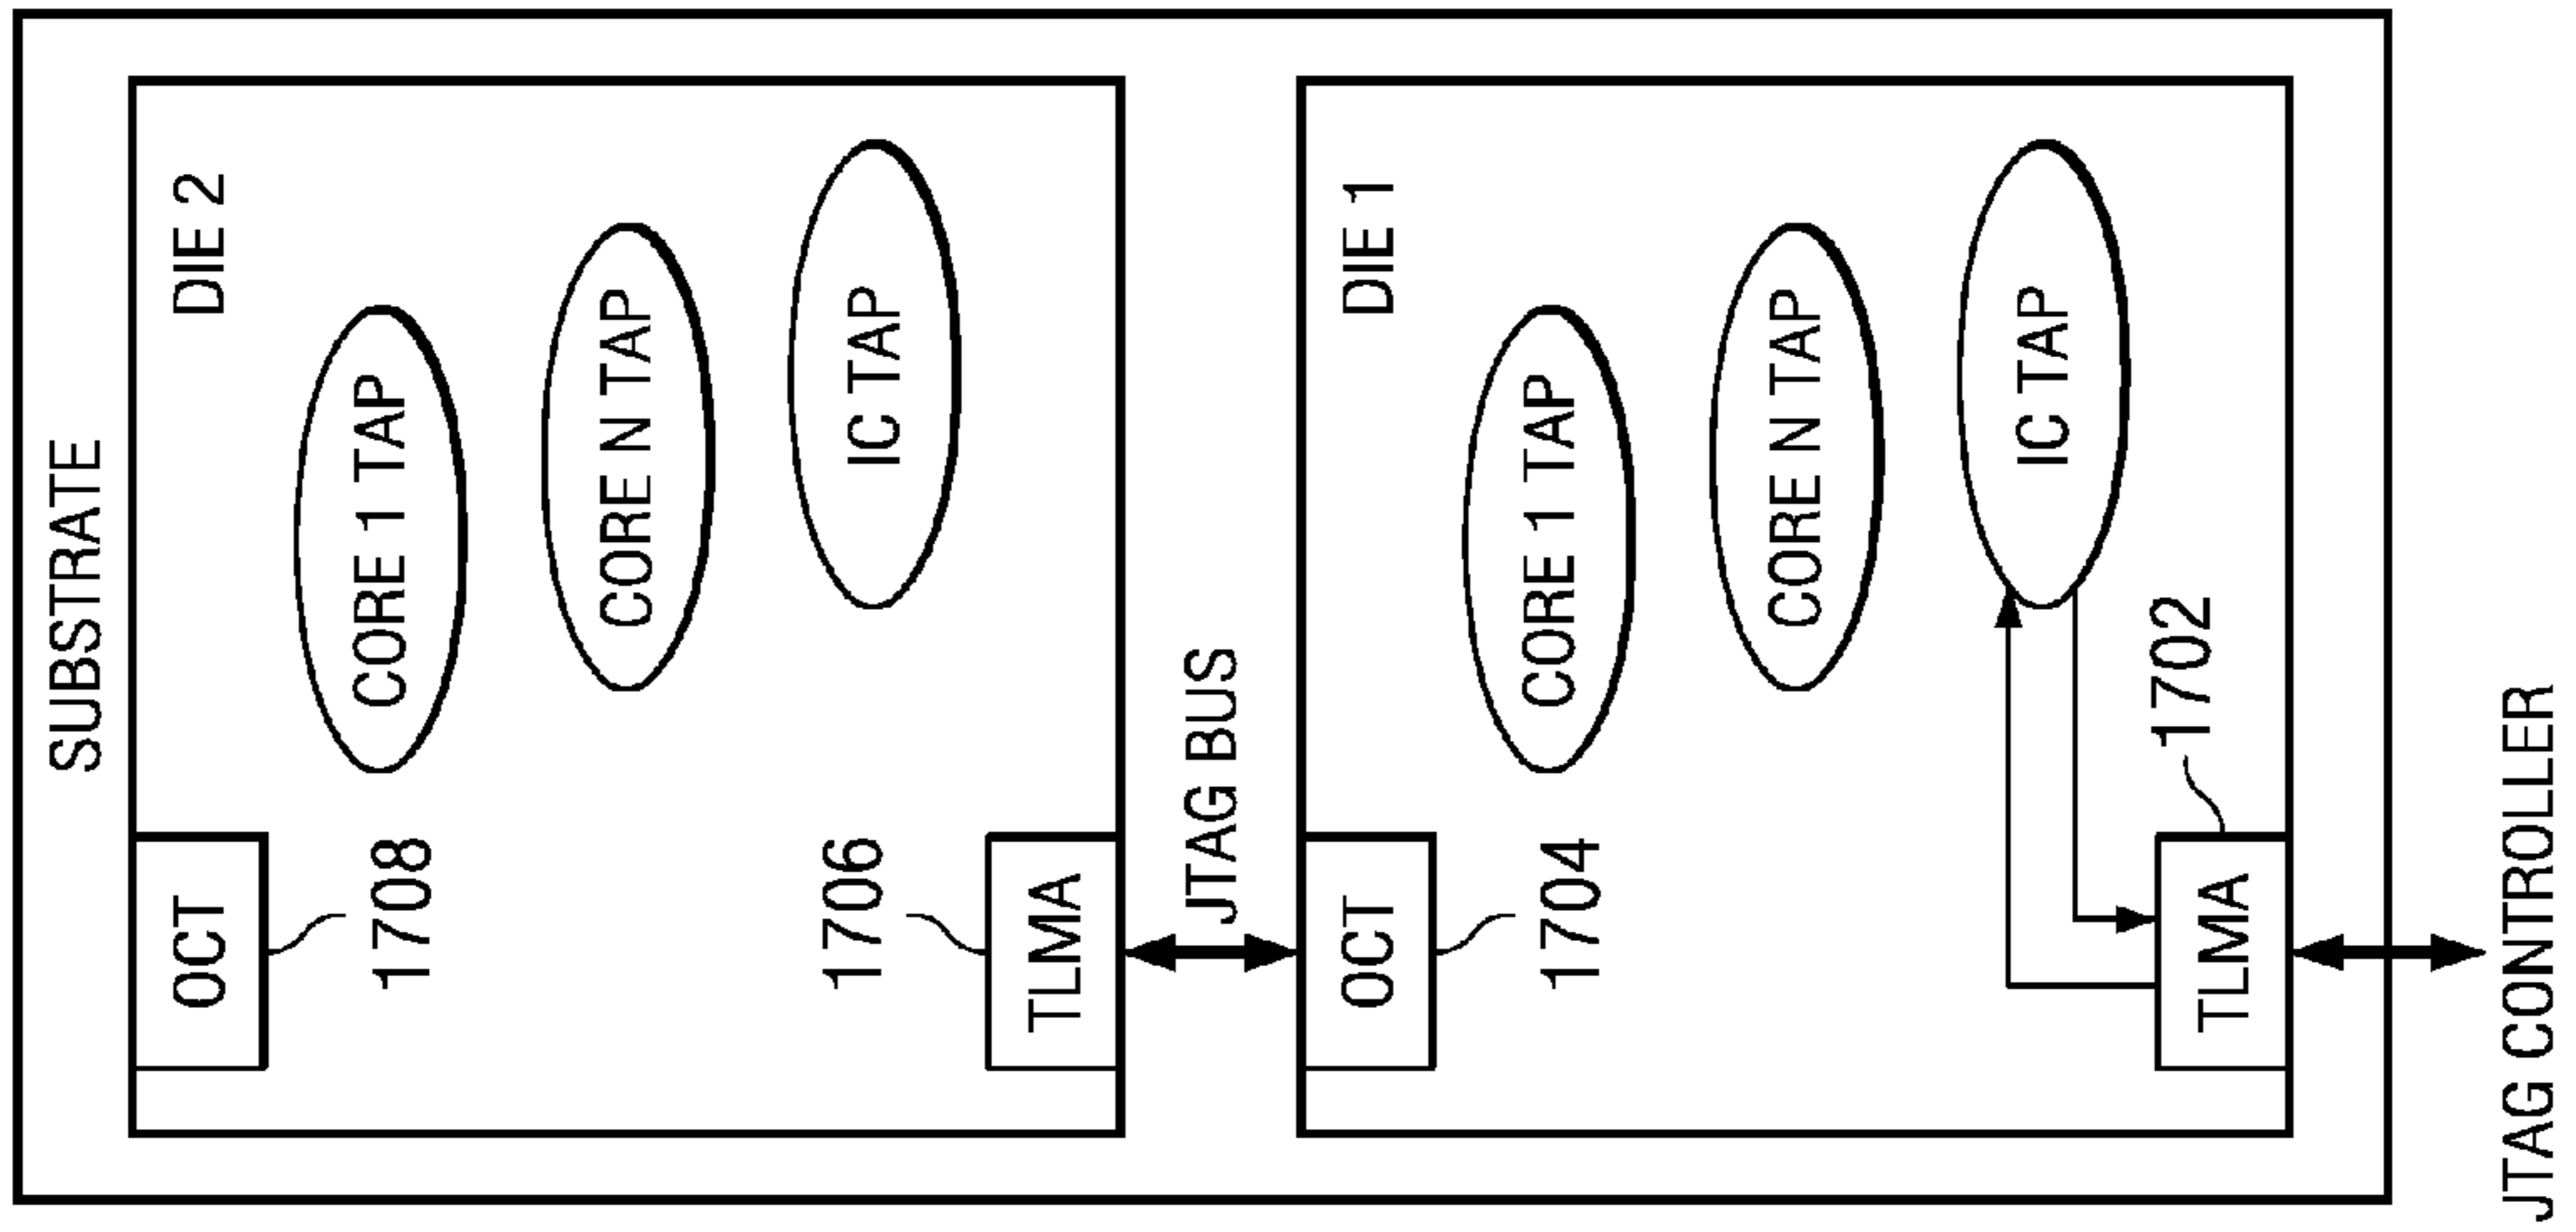 SUBSTRATE
DIE 2
OCT
1708
CORE 1 TAP
CORE N TAP
IC TAP
1706
TLMA
JTAG BUS
DIE 1
OCT
1704
CORE 1 TAP
CORE N TAP
IC TAP
1702
TLMA
JTAG CONTROLLER